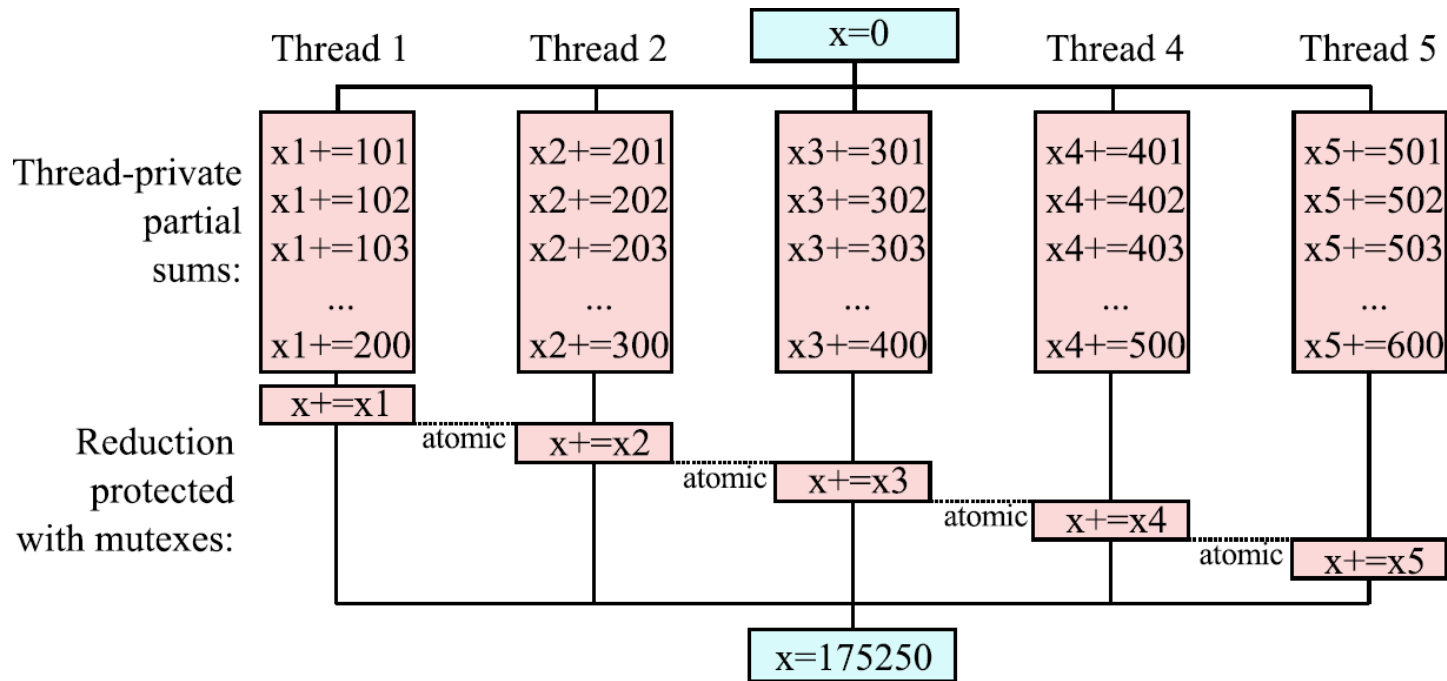 x=0
Thread 1
Thread 2
Thread 4
Thread 5
Thread-private
partial
sums:
x1+=101
x1+=102
x1+=103
...
x1+=200
x2+=201
x2+=202
x2+=203
...
x2+=300
x3+=301
x3+=302
x3+=303
...
x3+=400
x4+=401
x4+=402
x4+=403
...
x4+=500
x5+=501
x5+=502
x5+=503
...
x5+=600
Reduction
protected
with mutexes:
x+=x1
atomic
x+=x2
atomic
x+=x3
atomic
x+=x4
atomic
x+=x5
x=175250